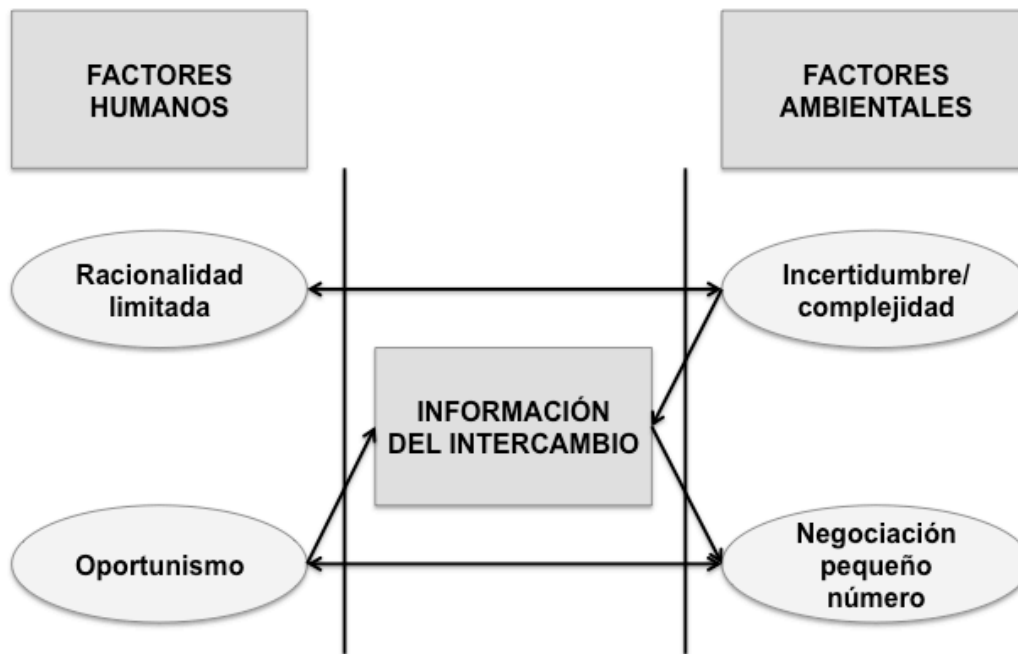 FACTORES
HUMANOS
FACTORES
AMBIENTALES
Racionalidad
limitada
Incertidumbre/
complejidad
INFORMACIÓN
DEL INTERCAMBIO
Oportunismo
Negociación
pequeño
número